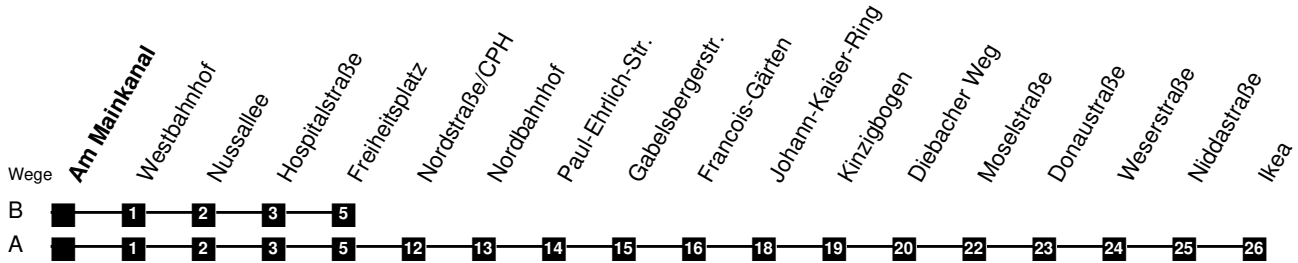 Wege
Am Mainkanal
Westbahnhof
Nussallee
Hospitalstraße
Freiheitsplatz
Nordstraße/CPH
Nordbahnhof
Paul-Ehrlich-Str.
Gabelsbergerstr.
Francois-Gärten
Johann-Kaiser-Ring
Kinzigbogen
Diebacher Weg
Moselstraße
Donaustraße
Weserstraße
Niddastraße
Ikea
B 1 2 3 5
A 1 2 3 5 12 13 14 15 16 18 19 20 22 23 24 25 26